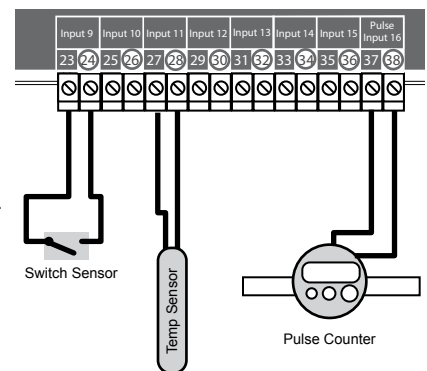 Input 9 Input 10 Input 11 Input 12 Input 13 Input 14 Input 15 Pulse Input 16
23 24 25 26 27 28 29 30 31 32 33 34 35 36 37 38
Switch Sensor
Temp Sensor
Pulse Counter